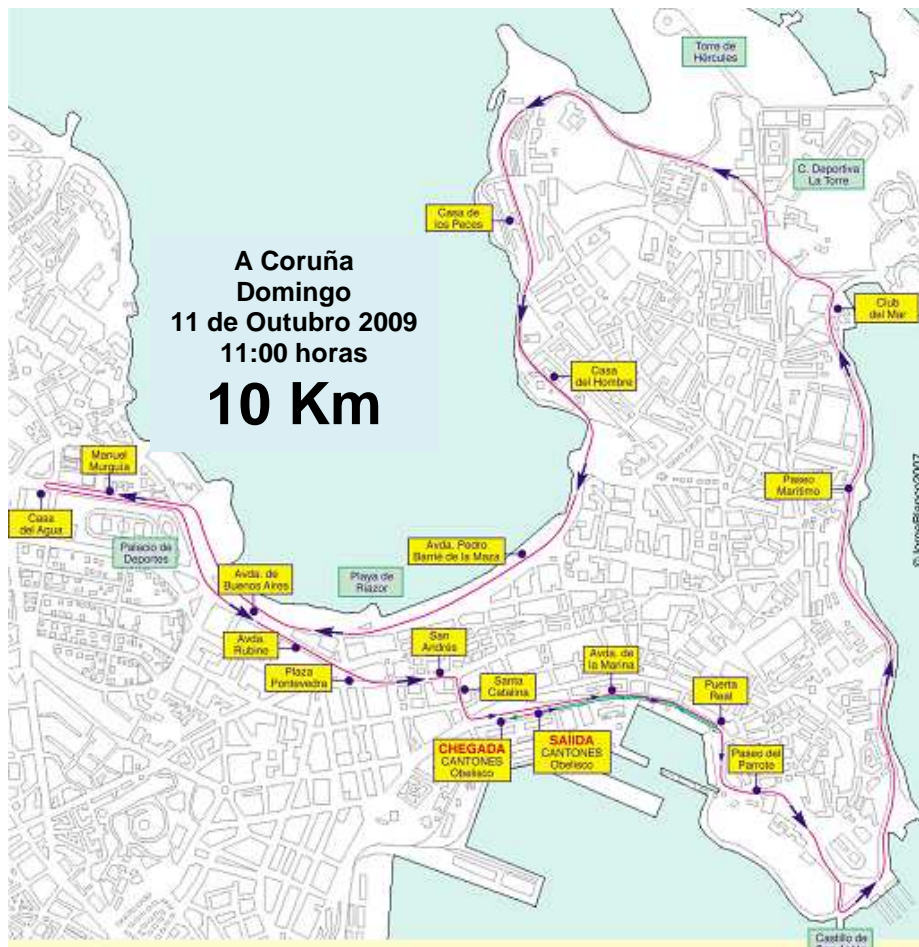 Torre de
Hércules
C. Deportiva
La Torre
Casa de
los Peces
A Coruña
Domingo
11 de Outubro 2009
11:00 horas
10 Km
Club
del Mar
Casa
del Hombre
Manuel
Murguia
Casa
del Agua
Paseo
Marítimo
Palacio de
Deportes
Avda. Pedro
Barrié de la Maza
Avda. de
Buenos Aires
Playa de
Riazor
Avda.
Rubine
San
Andrés
Avda. de
la Marina
Plaza
Pontevedra
Santa
Catalina
Puerta
Real
CHEGADA
CANTONES
Obelisco
SAIIDA
CANTONES
Obelisco
Paseo del
Parrote
Castillo de